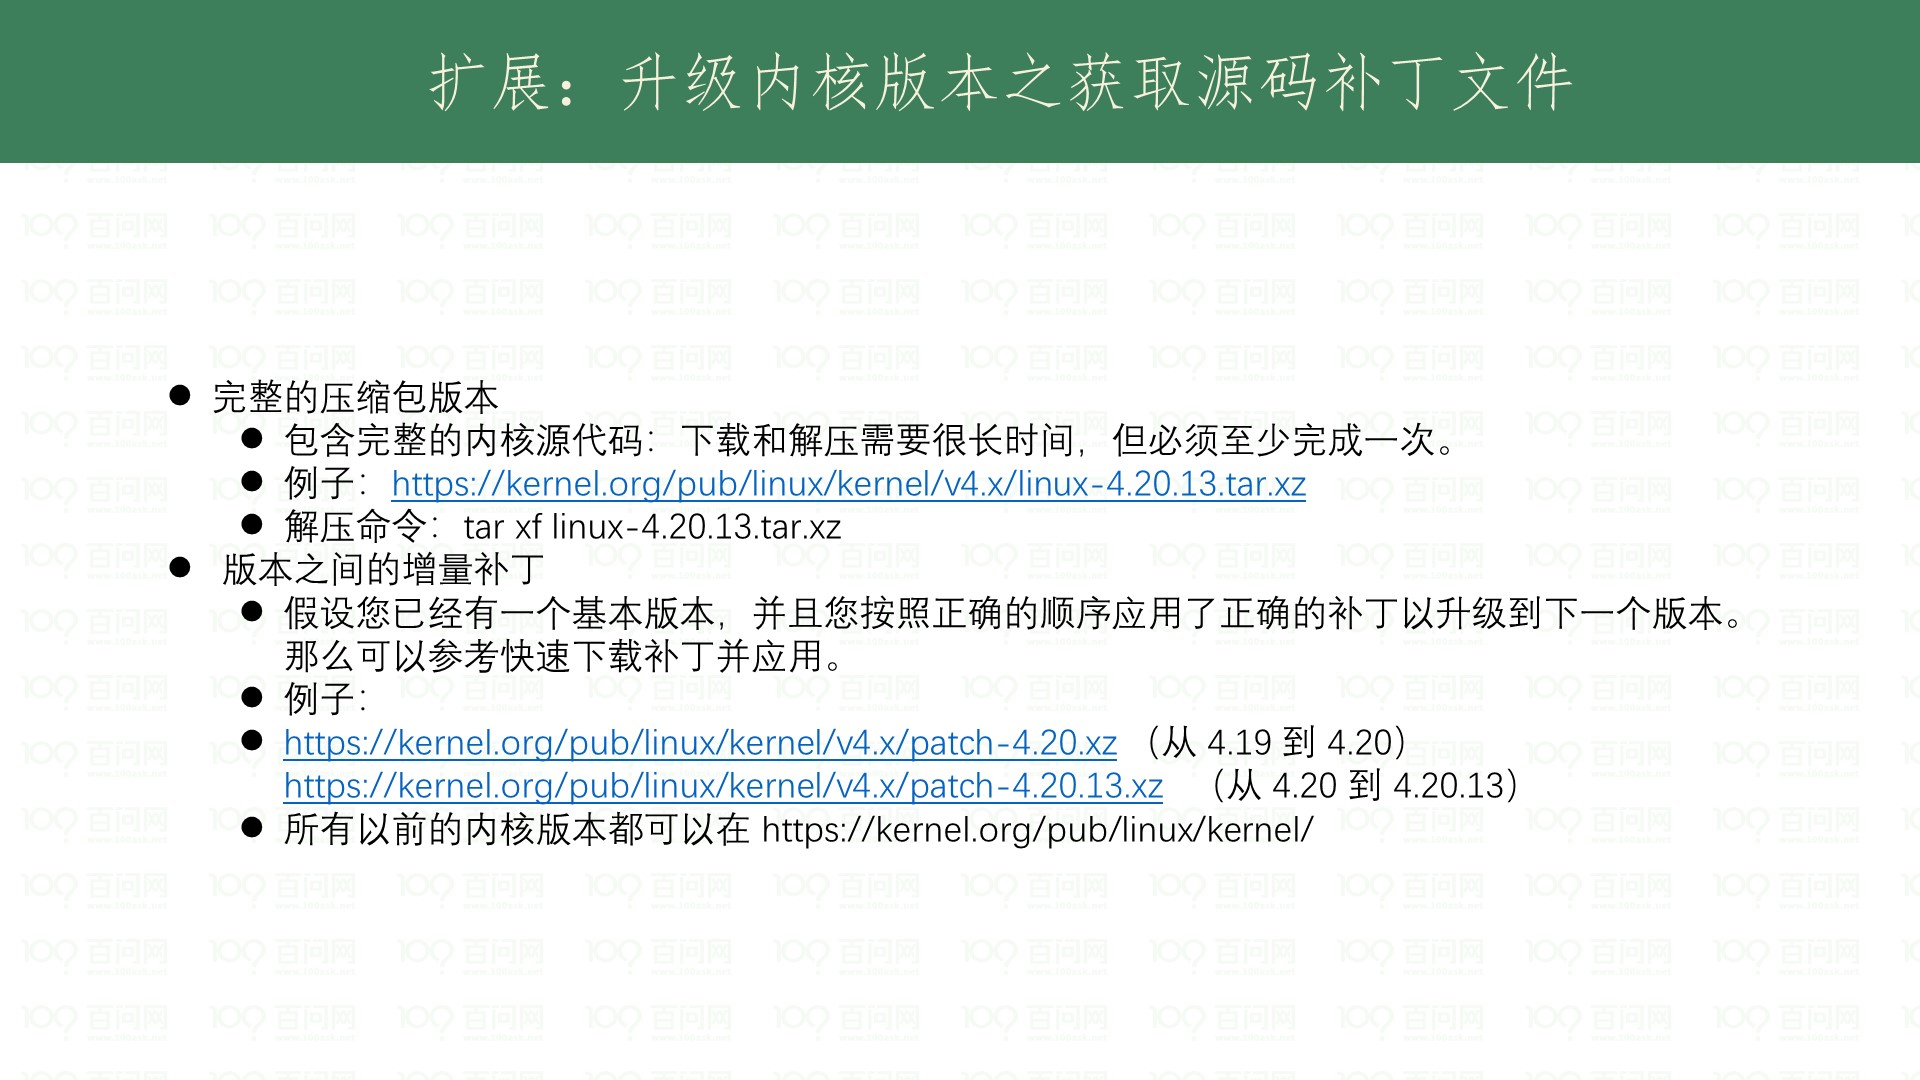 扩展：升级内核版本之获取源码补丁文件
完整的压缩包版本
包含完整的内核源代码：下载和解压需要很长时间，但必须至少完成一次。
例子：https://kernel.org/pub/linux/kernel/v4.x/linux-4.20.13.tar.xz
解压命令：tar xf linux-4.20.13.tar.xz
版本之间的增量补丁
假设您已经有一个基本版本，并且您按照正确的顺序应用了正确的补丁以升级到下一个版本。
那么可以参考快速下载补丁并应用。
例子：
https://kernel.org/pub/linux/kernel/v4.x/patch-4.20.xz （从 4.19 到 4.20）
https://kernel.org/pub/linux/kernel/v4.x/patch-4.20.13.xz （从 4.20 到 4.20.13）
所有以前的内核版本都可以在 https://kernel.org/pub/linux/kernel/